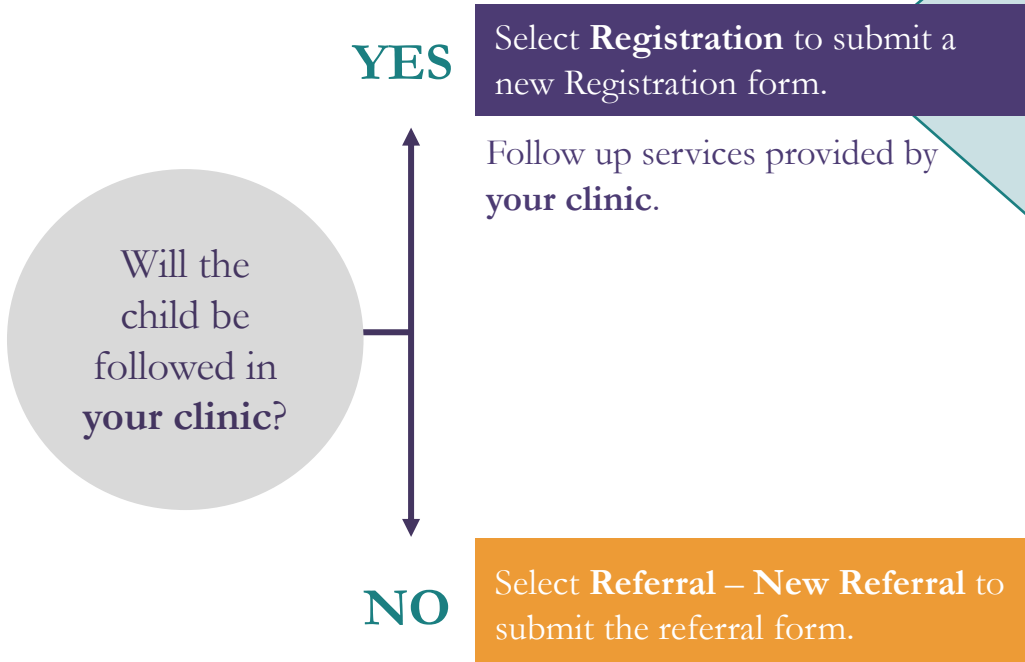 YES
Select Registration to submit a
new Registration form.
Follow up services provided by
your clinic.
Will the
child be
followed in
your clinic?
NO
Select Referral – New Referral to
submit the referral form.